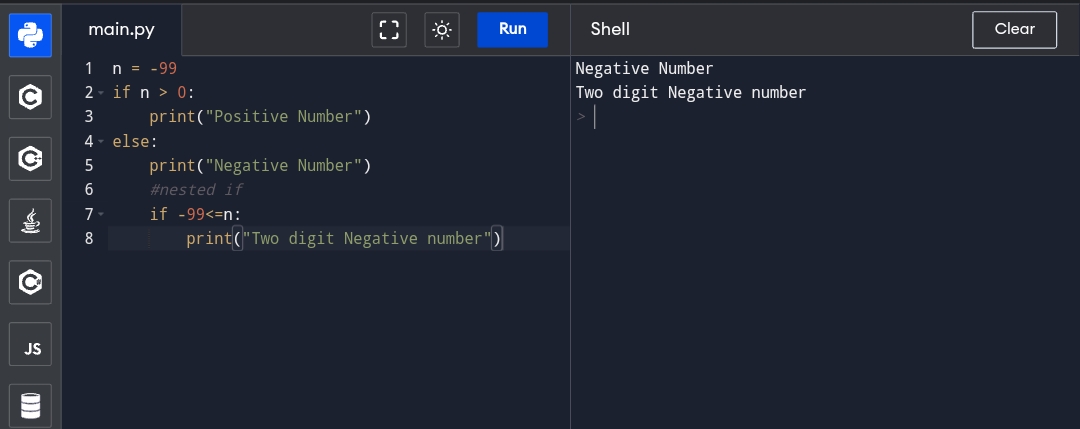 main.py
Run
Shell
Clear
1 n = -99
2 if n > 0:
3     print("Positive Number")
4 else:
5     print("Negative Number")
6     #nested if
7     if -99<=n:
8         print("Two digit Negative number")
Negative Number
Two digit Negative number
>
C
C++
C#
JS